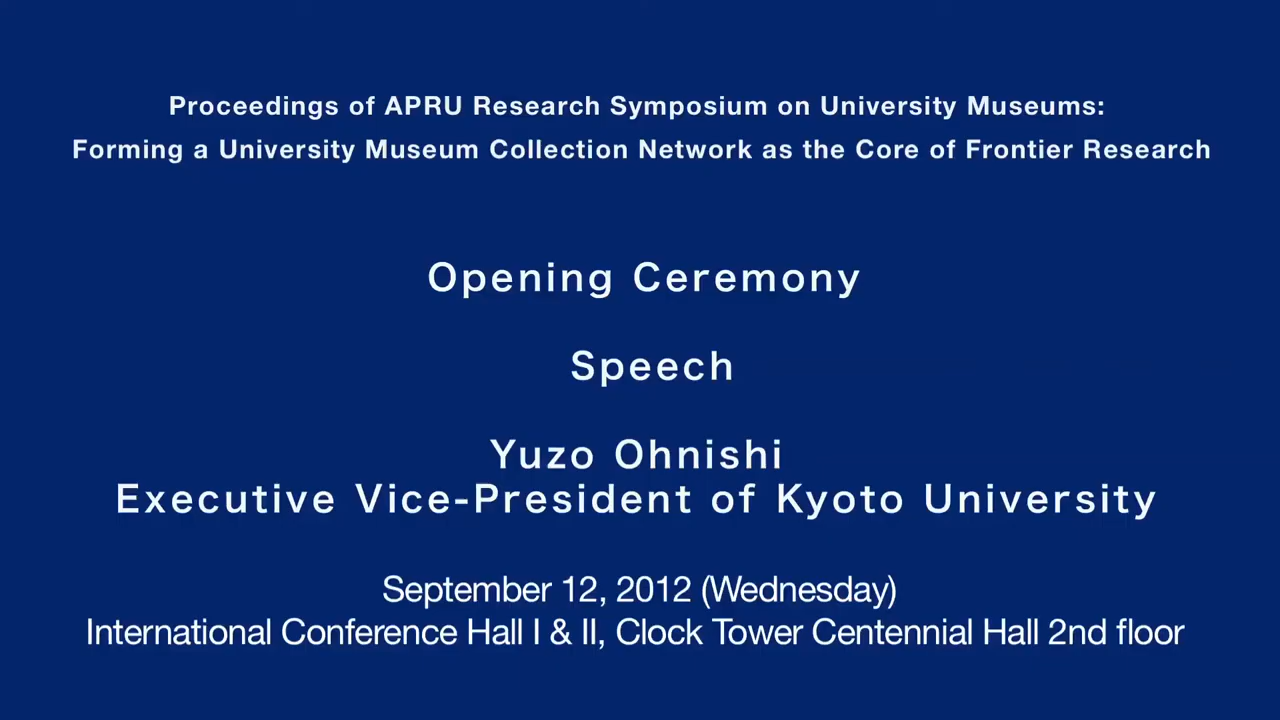 Proceedings of APRU Research Symposium on University Museums:
Forming a University Museum Collection Network as the Core of Frontier Research
Opening Ceremony
Speech
Yuzo Ohnishi
Executive Vice-President of Kyoto University
September 12, 2012 (Wednesday)
International Conference Hall I & II, Clock Tower Centennial Hall 2nd floor